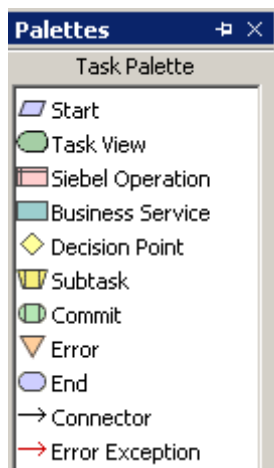 Palettes
Task Palette
Start
Task View
Siebel Operation
Business Service
Decision Point
Subtask
Commit
Error
End
Connector
Error Exception